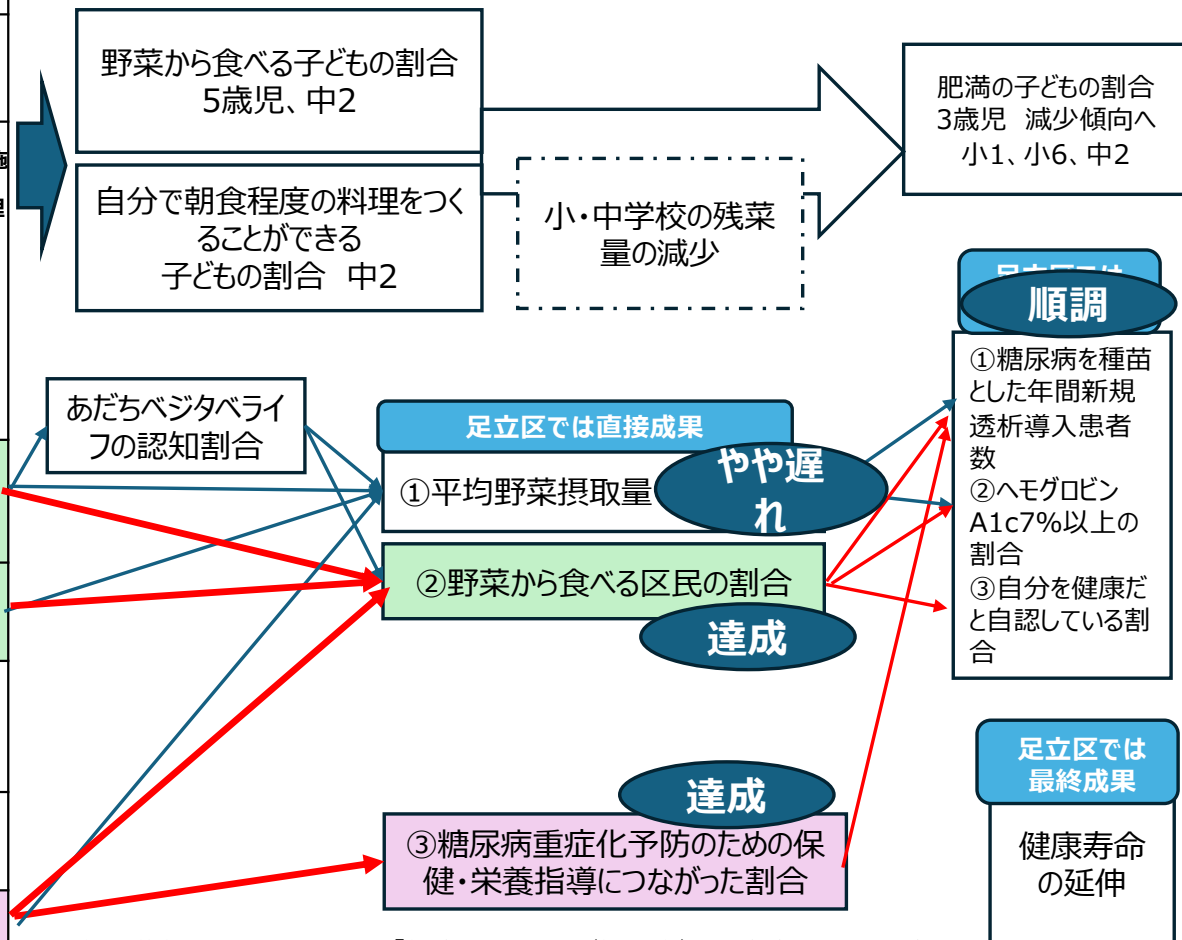 野菜から食べる子どもの割合
5歳児、中2
自分で朝食程度の料理をつく
ることができる
子どもの割合　中2
小・中学校の残菜
量の減少
肥満の子どもの割合
3歳児　減少傾向へ
小1、小6、中2
あだちベジタベライ
フの認知割合
足立区では直接成果
①平均野菜摂取量
やや遅
れ
②野菜から食べる区民の割合
達成
達成
③糖尿病重症化予防のための保
健・栄養指導につながった割合
足立区では
順調
①糖尿病を種苗
とした年間新規
透析導入患者
数
②ヘモグロビン
A1c7%以上の
割合
③自分を健康だ
と自認している割
合
足立区では
最終成果
健康寿命
の延伸